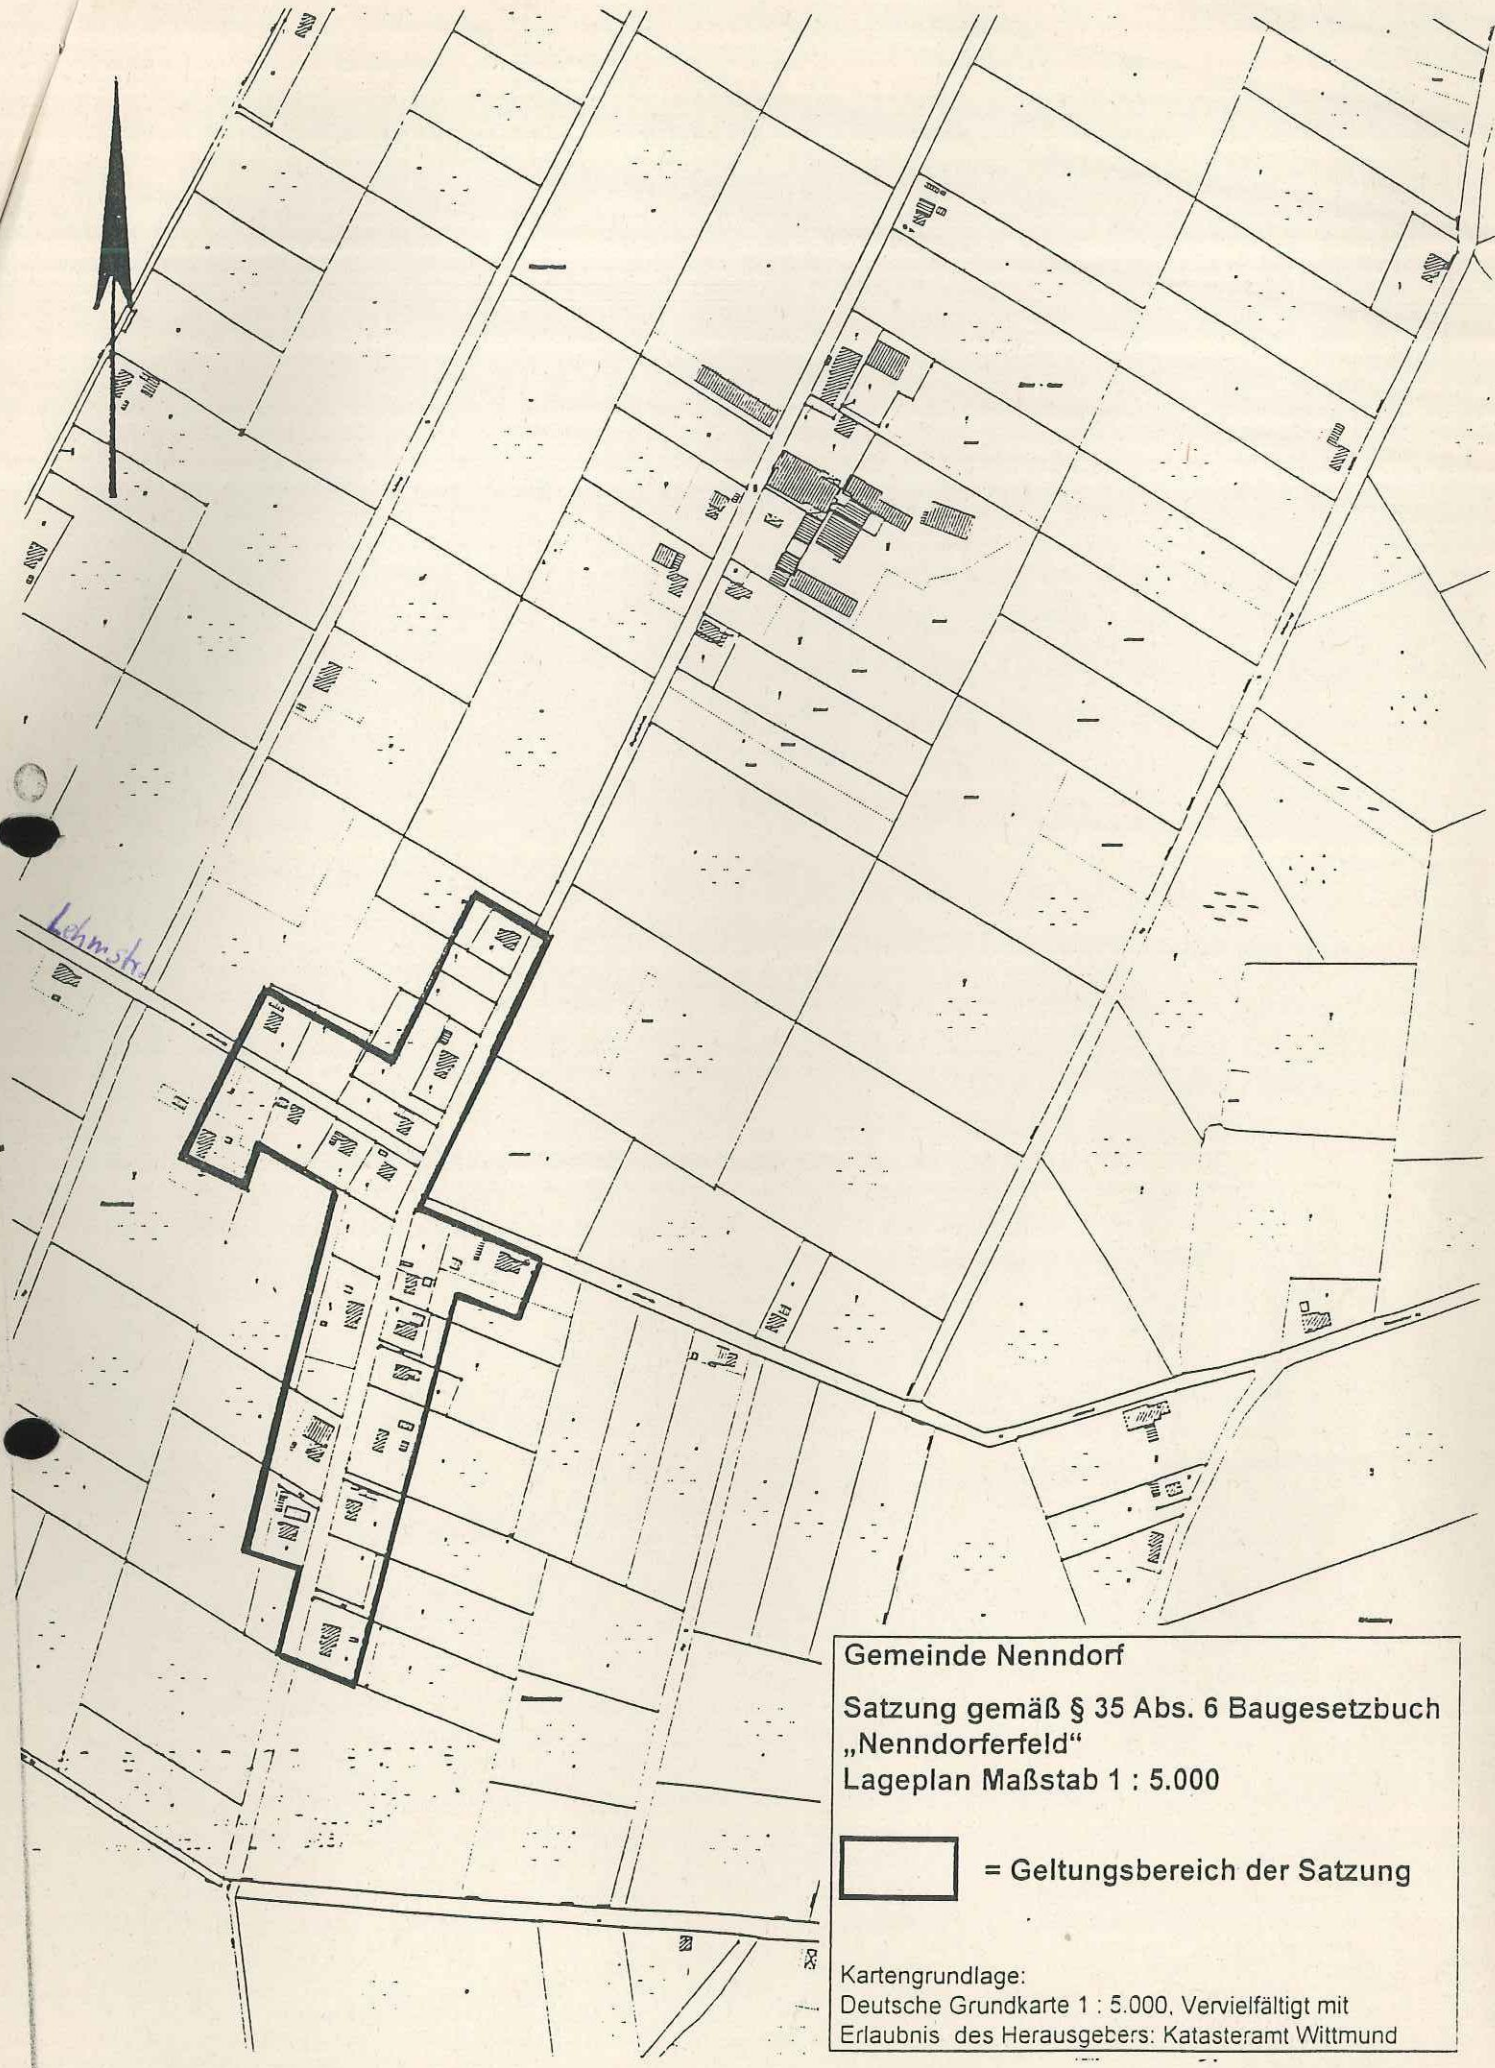 Lehmstr.
Gemeinde Nenndorf
Satzung gemäß § 35 Abs. 6 Baugesetzbuch
„Nenndorferfeld“
Lageplan Maßstab 1 : 5.000
= Geltungsbereich der Satzung
Kartengrundlage:
Deutsche Grundkarte 1 : 5.000, Vervielfältigt mit
Erlaubnis des Herausgebers: Katasteramt Wittmund